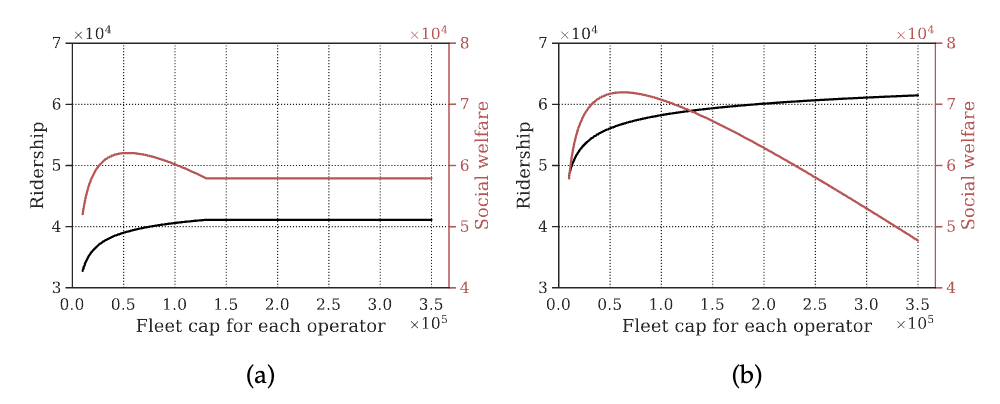 ×10⁴ ×10⁴ ×10⁴ ×10⁴
7 8 7 8
6 7 6 7
5 6 5 6
4 5 4 5
3 4 3 4
Ridership
Social welfare
Ridership
Social welfare
0.0 0.5 1.0 1.5 2.0 2.5 3.0 3.5 0.0 0.5 1.0 1.5 2.0 2.5 3.0 3.5
Fleet cap for each operator ×10⁵ Fleet cap for each operator ×10⁵
(a) (b)